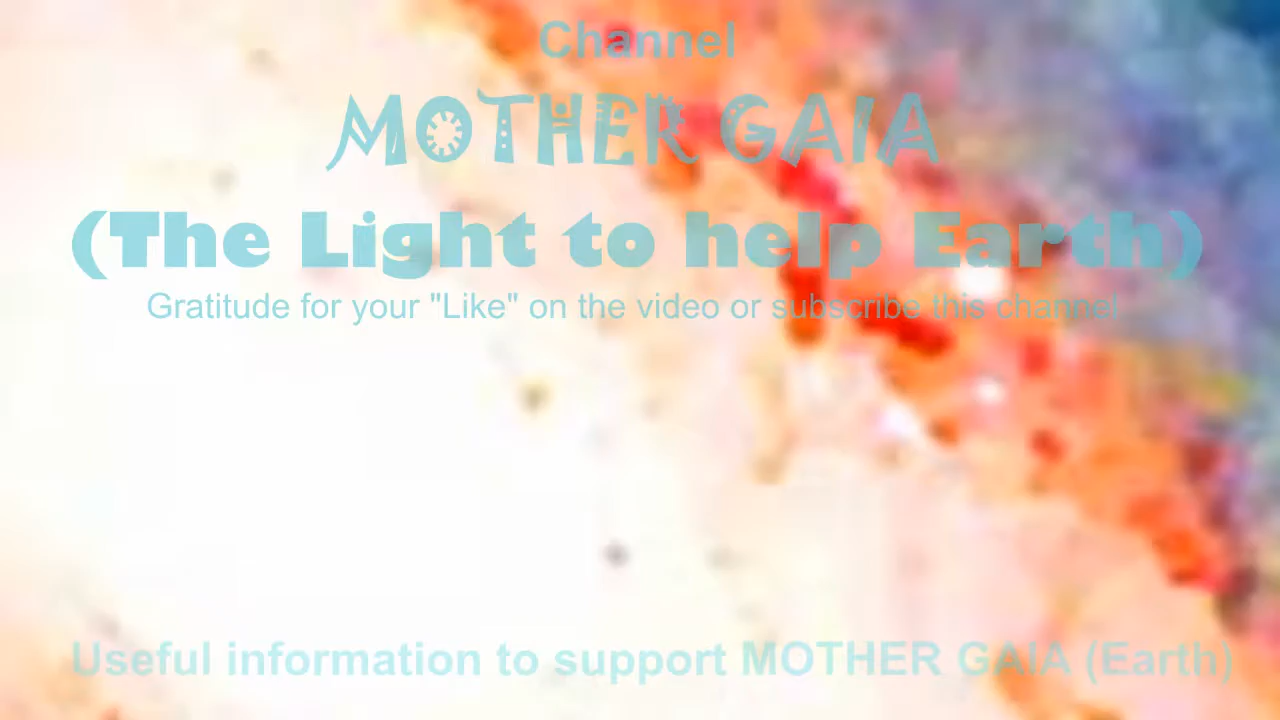 Channel
MOTHER GAIA
(The Light to help Earth)
Gratitude for your "Like" on the video or subscribe this channel
Useful information to support MOTHER GAIA (Earth)